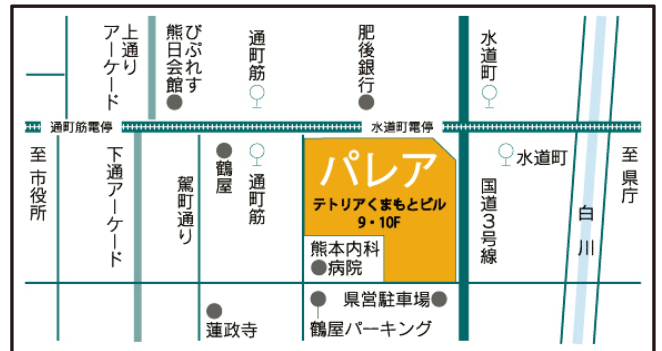 上通り
アーケード
びぷれす
熊日会館
通町筋
肥後銀行
水道町
通町筋電停
水道町電停
至市役所
下通アーケード
駕町通り
鶴屋
通町筋
パレア
テトリアくまもとビル
9・10F
熊本内科
病院
国道3号線
水道町
白川
至県庁
蓮政寺
県営駐車場
鶴屋パーキング